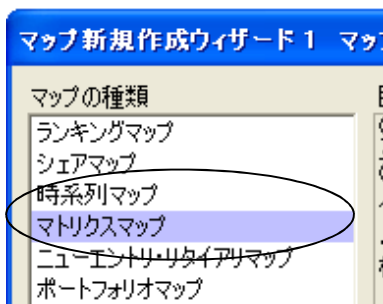 マップ新規作成ウィザード1 マッ
マップの種類
ランキングマップ
シェアマップ
時系列マップ
マトリクスマップ
ニューエントリ・リタイアリマップ
ポートフォリオマップ